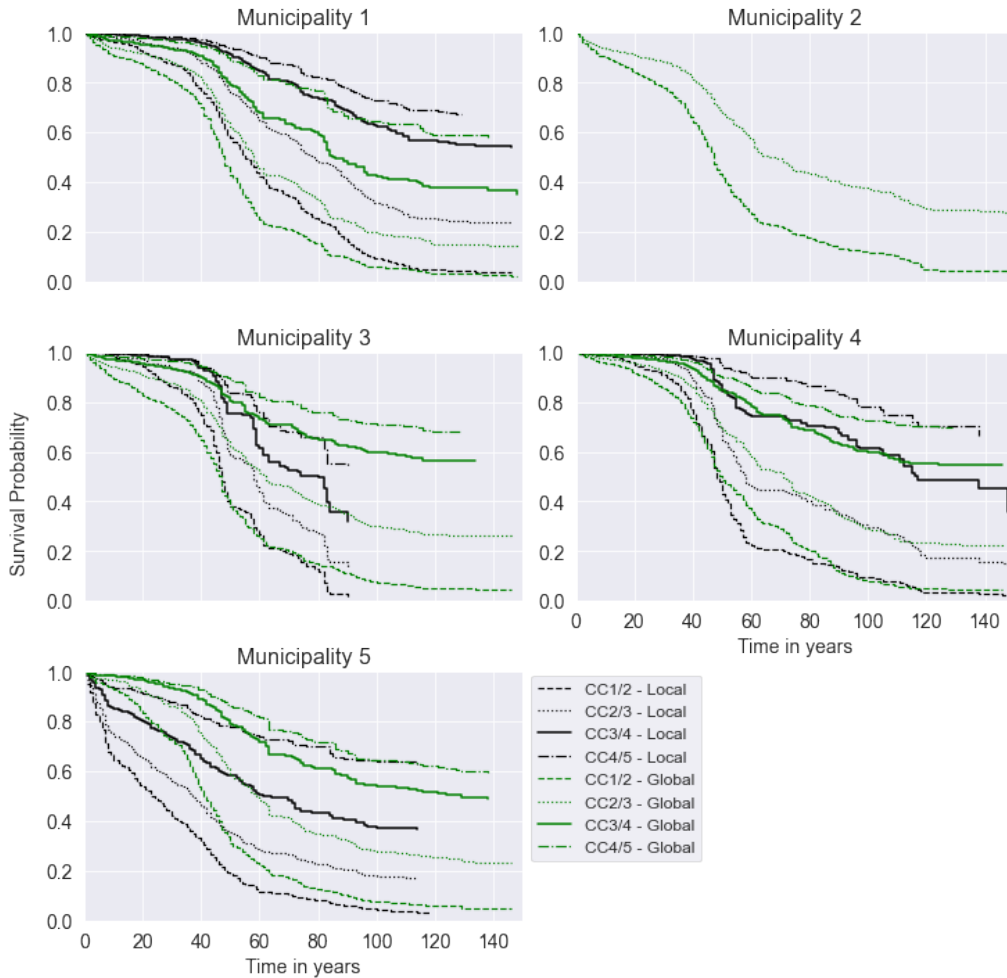 Municipality 1
Municipality 2
1.0
0.8
0.6
0.4
0.2
0.0
1.0
0.8
0.6
0.4
0.2
0.0
Municipality 3
Municipality 4
Survival Probability
1.0
0.8
0.6
0.4
0.2
0.0
1.0
0.8
0.6
0.4
0.2
0.0
0 20 40 60 80 100 120 140
Time in years
Municipality 5
1.0
0.8
0.6
0.4
0.2
0.0
0 20 40 60 80 100 120 140
Time in years
CC1/2 - Local
CC2/3 - Local
CC3/4 - Local
CC4/5 - Local
CC1/2 - Global
CC2/3 - Global
CC3/4 - Global
CC4/5 - Global